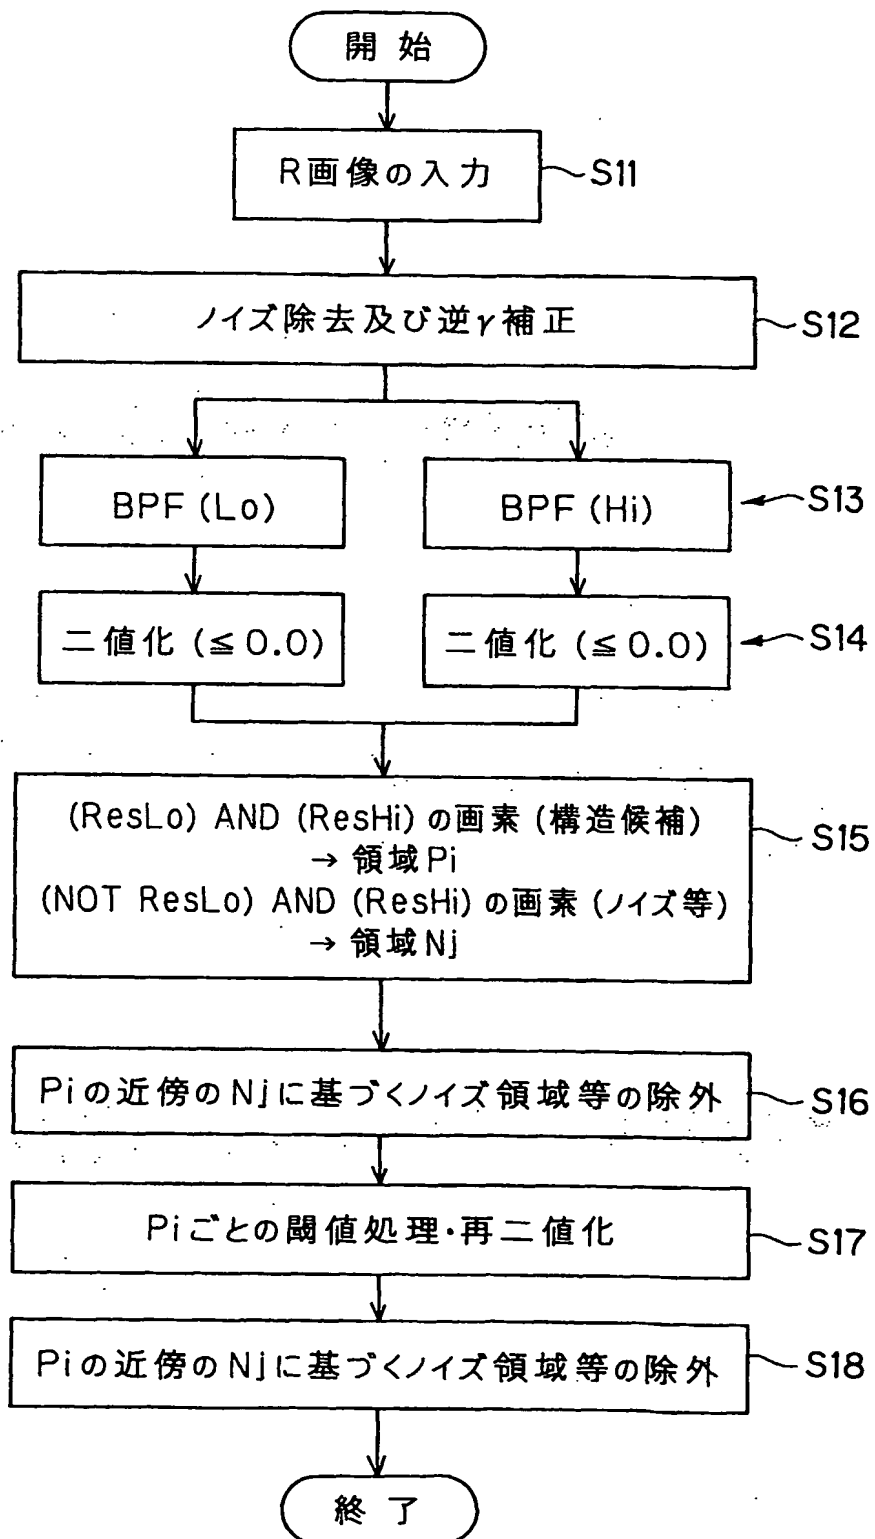 開始
R画像の入力
S11
ノイズ除去及び逆γ補正
S12
BPF (Lo)
BPF (Hi)
S13
二値化 (≦0.0)
二値化 (≦0.0)
S14
(ResLo) AND (ResHi) の画素 (構造候補)
→ 領域Pi
(NOT ResLo) AND (ResHi) の画素 (ノイズ等)
→ 領域Nj
S15
Piの近傍のNjに基づくノイズ領域等の除外
S16
Piごとの閾値処理・再二値化
S17
Piの近傍のNjに基づくノイズ領域等の除外
S18
終了